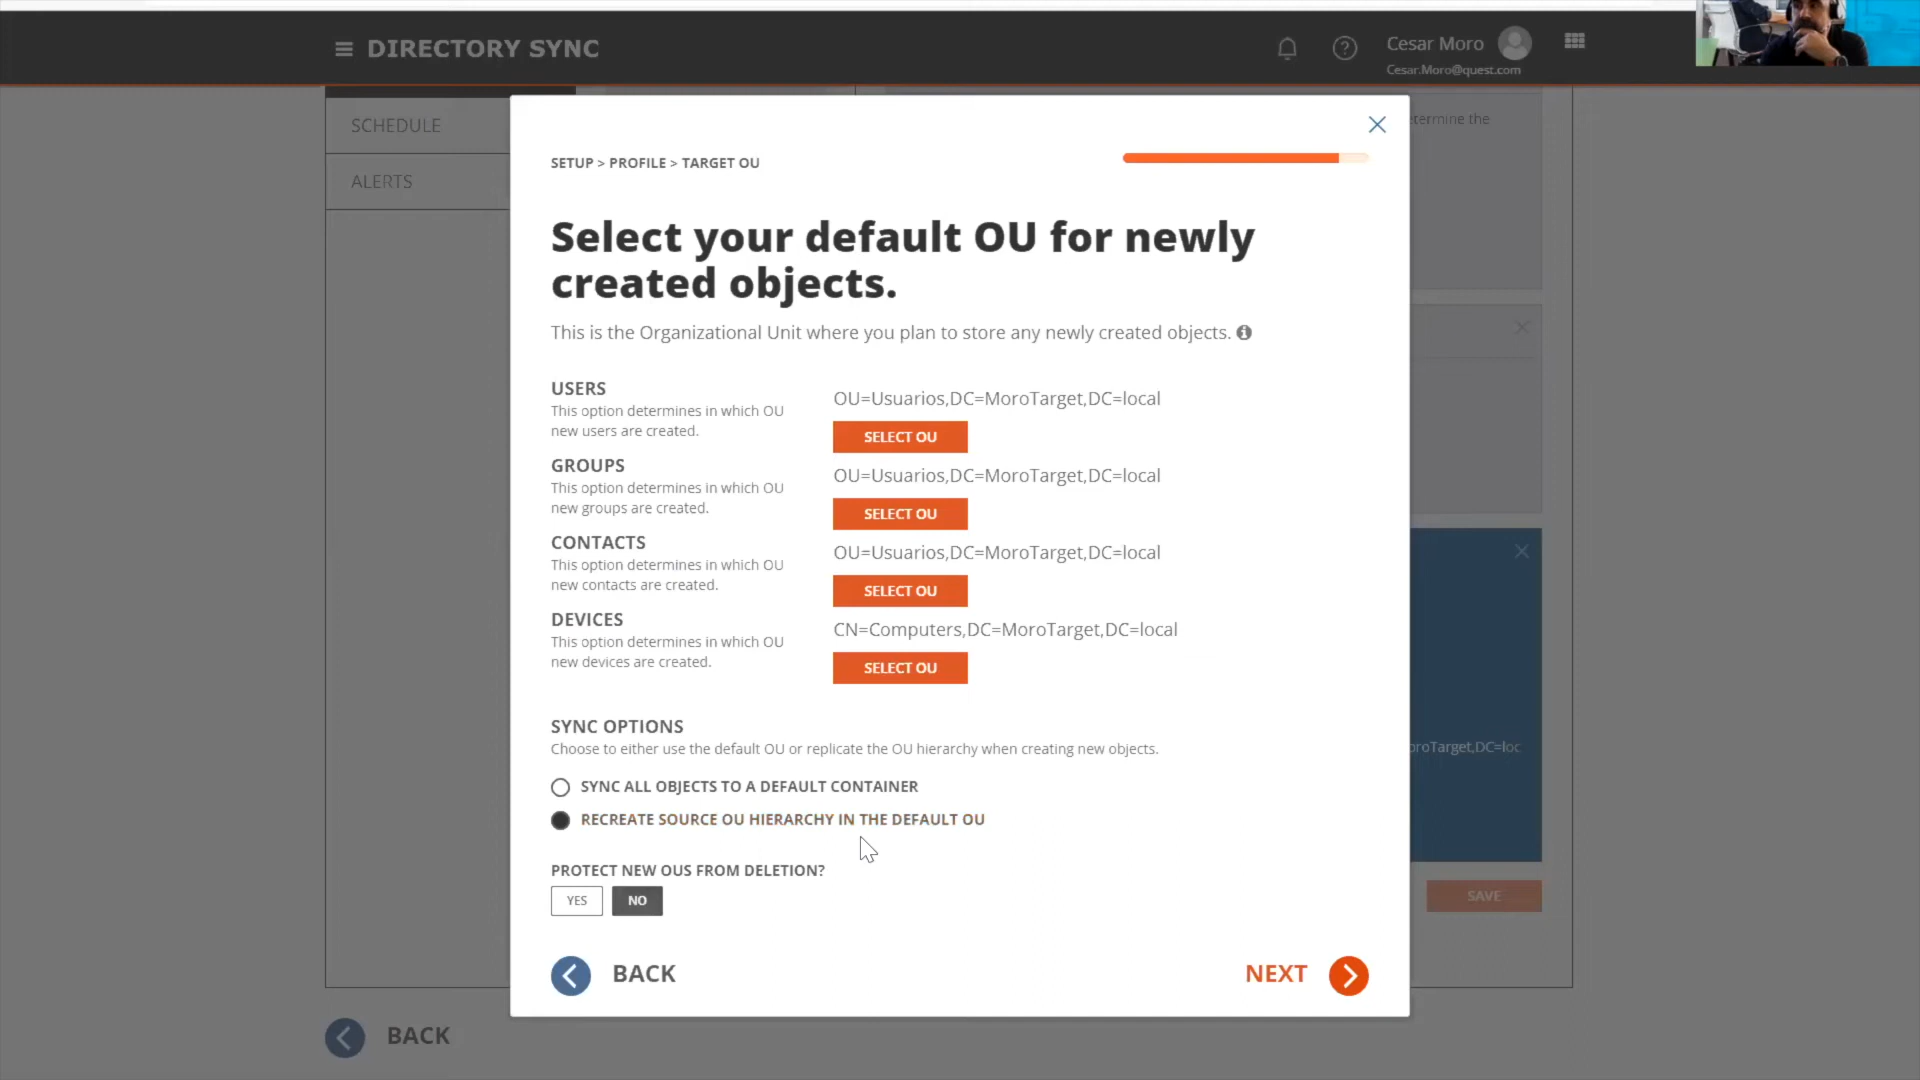 DIRECTORY SYNC
Cesar Moro
Cesar.Moro@quest.com
SCHEDULE
ALERTS
etermine the
SETUP > PROFILE > TARGET OU
Select your default OU for newly
created objects.
This is the Organizational Unit where you plan to store any newly created objects.
USERS
This option determines in which OU
new users are created.
OU=Usuarios,DC=MoroTarget,DC=local
SELECT OU
GROUPS
This option determines in which OU
new groups are created.
OU=Usuarios,DC=MoroTarget,DC=local
SELECT OU
CONTACTS
This option determines in which OU
new contacts are created.
OU=Usuarios,DC=MoroTarget,DC=local
SELECT OU
DEVICES
This option determines in which OU
new devices are created.
CN=Computers,DC=MoroTarget,DC=local
SELECT OU
SYNC OPTIONS
Choose to either use the default OU or replicate the OU hierarchy when creating new objects.
SYNC ALL OBJECTS TO A DEFAULT CONTAINER
RECREATE SOURCE OU HIERARCHY IN THE DEFAULT OU
PROTECT NEW OUS FROM DELETION?
YES NO
BACK
NEXT
oroTarget,DC=loc
SAVE
BACK